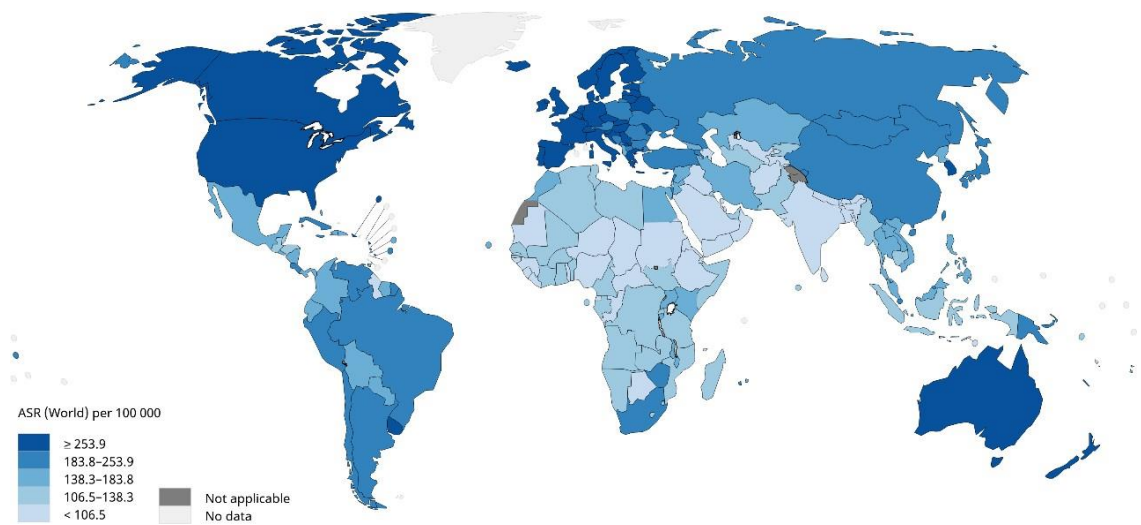 ASR (World) per 100 000
≥ 253.9
183.8–253.9
138.3–183.8
106.5–138.3
< 106.5
Not applicable
No data